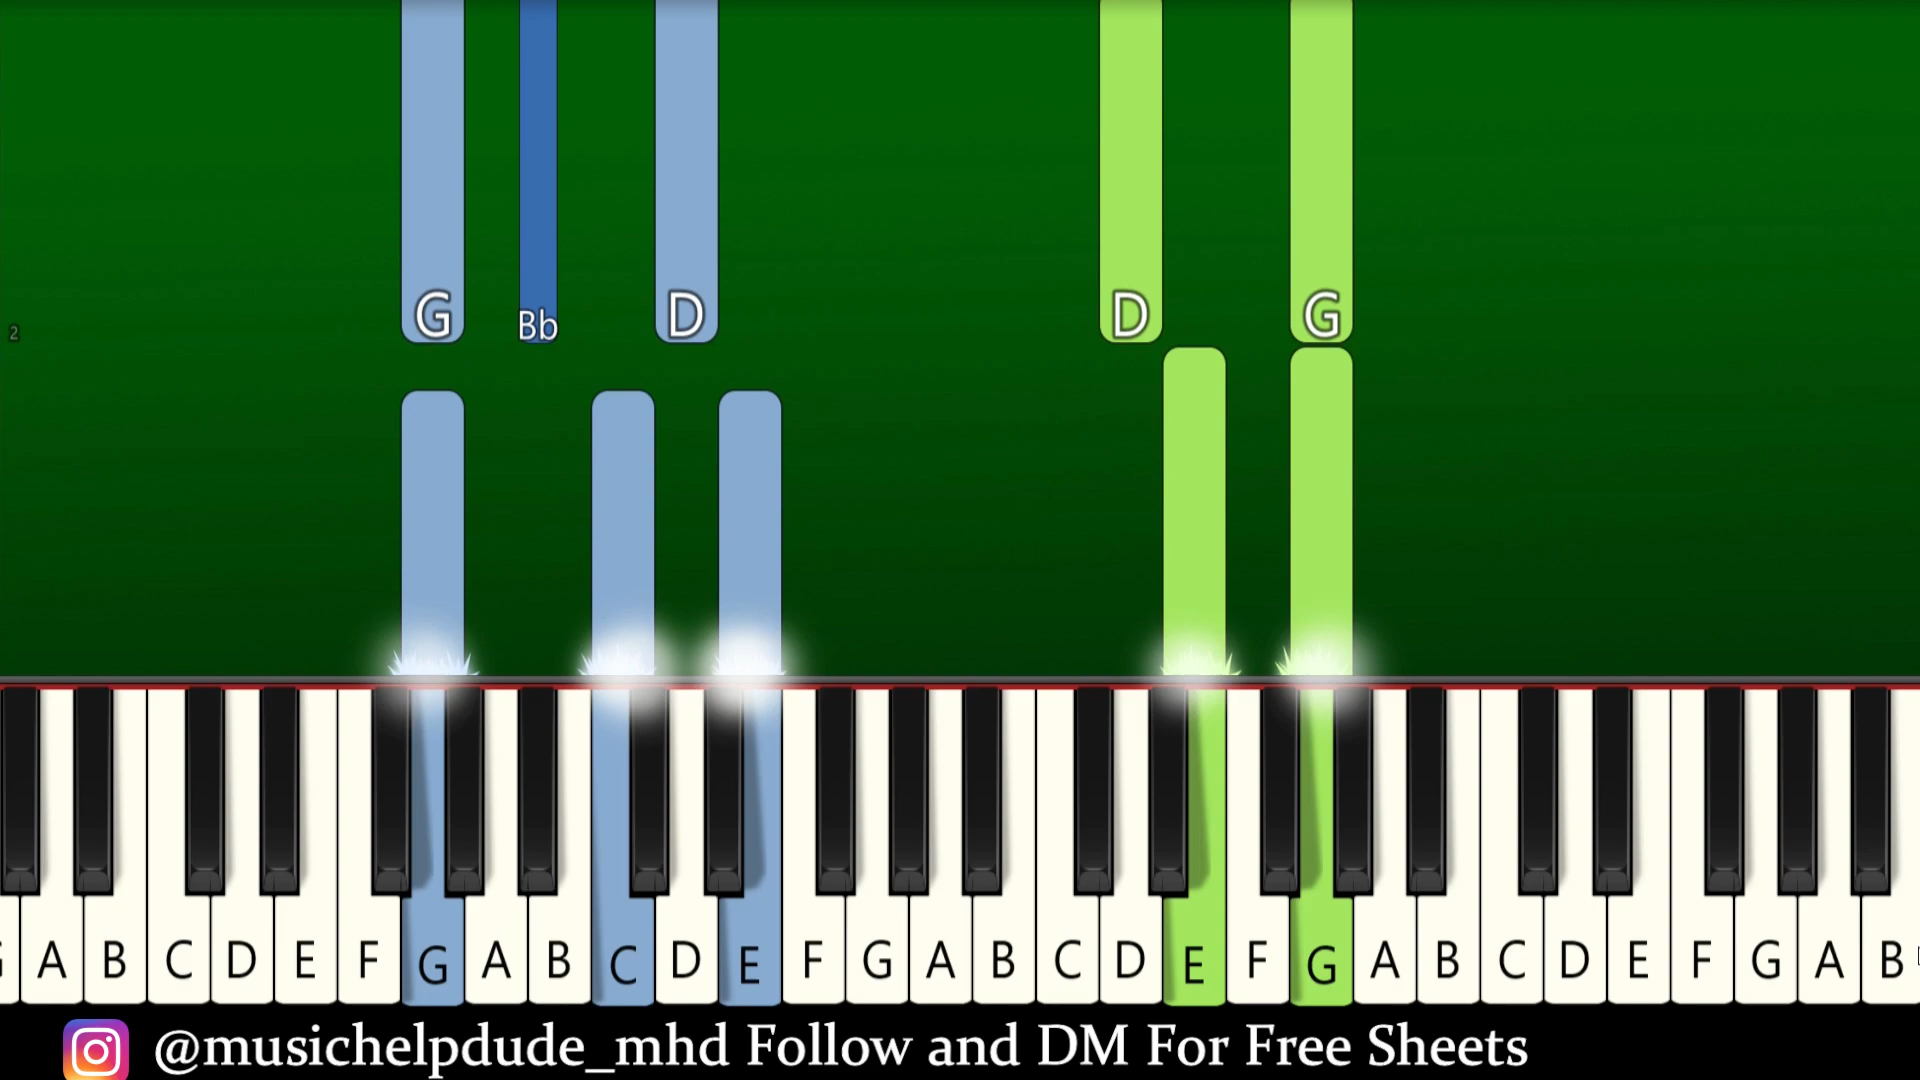 G Bb D D G
2
A B C D E F G A B C D E F G A B C D E F G A B C D E F G A B
@musichelpdude_mhd Follow and DM For Free Sheets